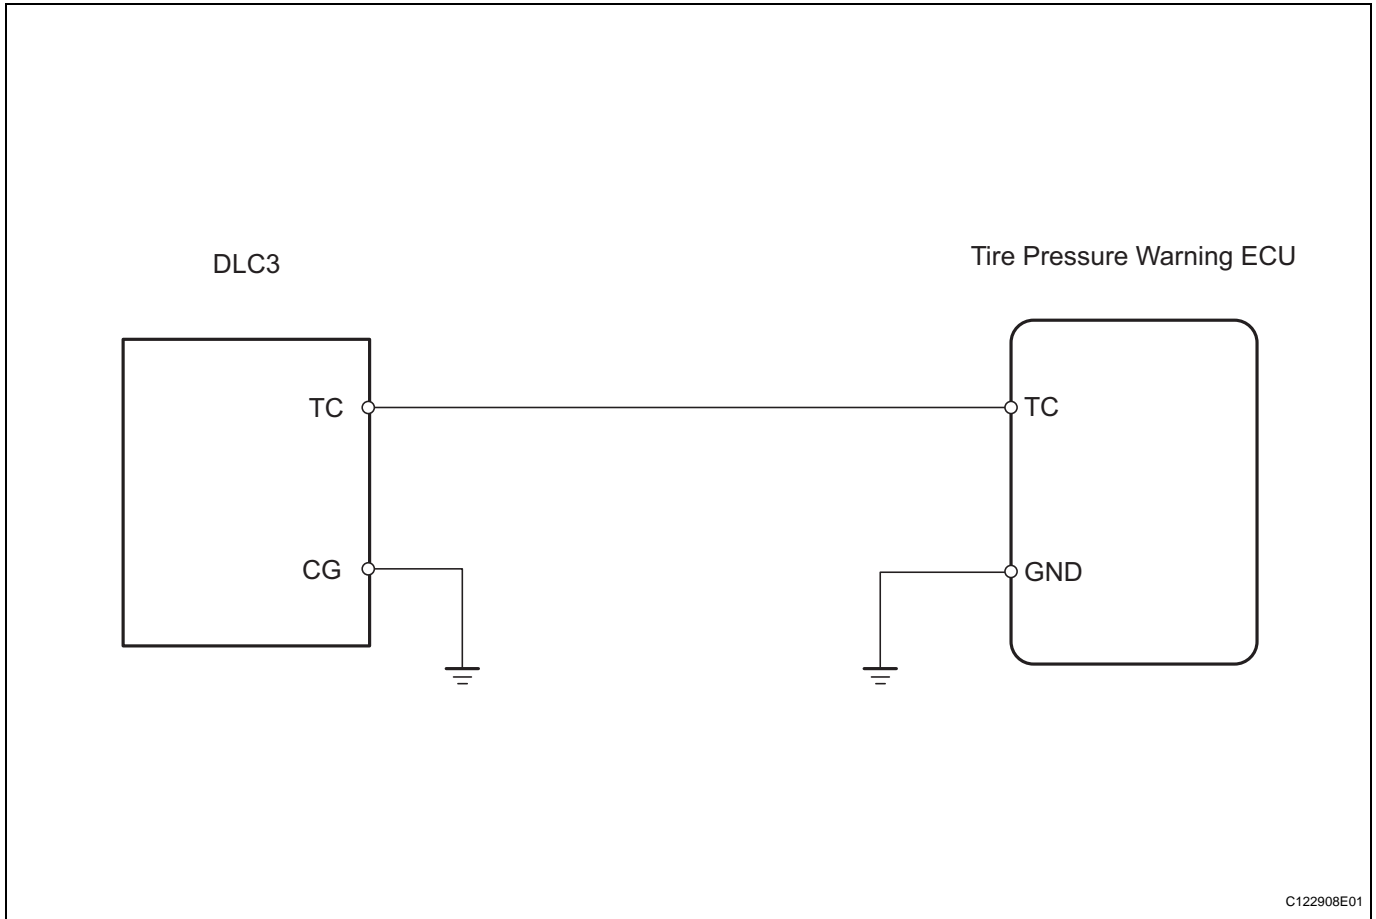 DLC3
Tire Pressure Warning ECU
TC
TC
CG
GND
C122908E01